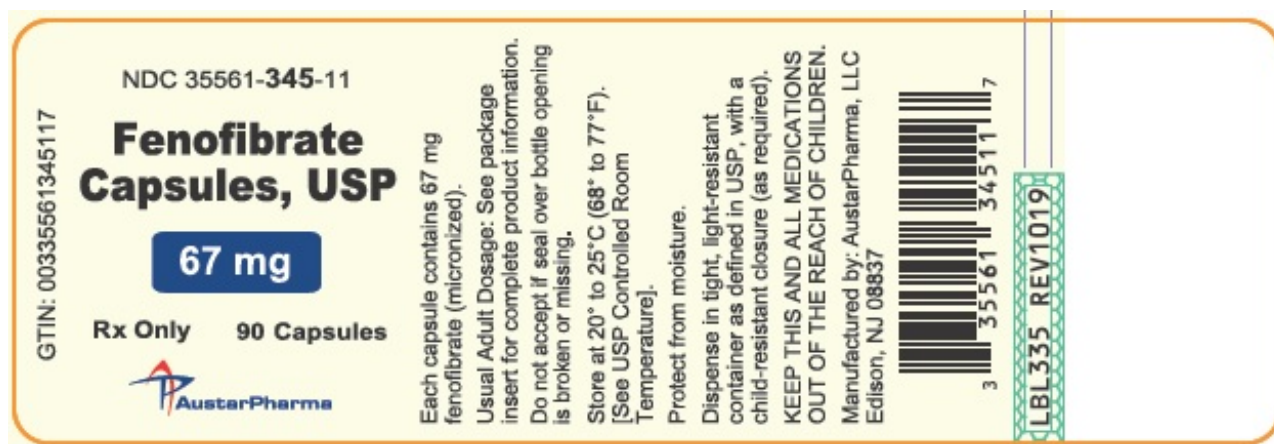 GTIN: 00335561345117
NDC 35561-345-11
Fenofibrate
Capsules, USP
67 mg
Rx Only 90 Capsules
AustarPharma
Each capsule contains 67 mg
fenofibrate (micronized).
Usual Adult Dosage: See package
insert for complete product information.
Do not accept if seal over bottle opening
is broken or missing.
Store at 20° to 25°C (68° to 77°F).
[See USP Controlled Room
Temperature].
Protect from moisture.
Dispense in tight, light-resistant
container as defined in USP, with a
child-resistant closure (as required).
KEEP THIS AND ALL MEDICATIONS
OUT OF THE REACH OF CHILDREN.
Manufactured by: AustarPharma, LLC
Edison, NJ 08837
3 35561 34511 7
LBL335 REV1019